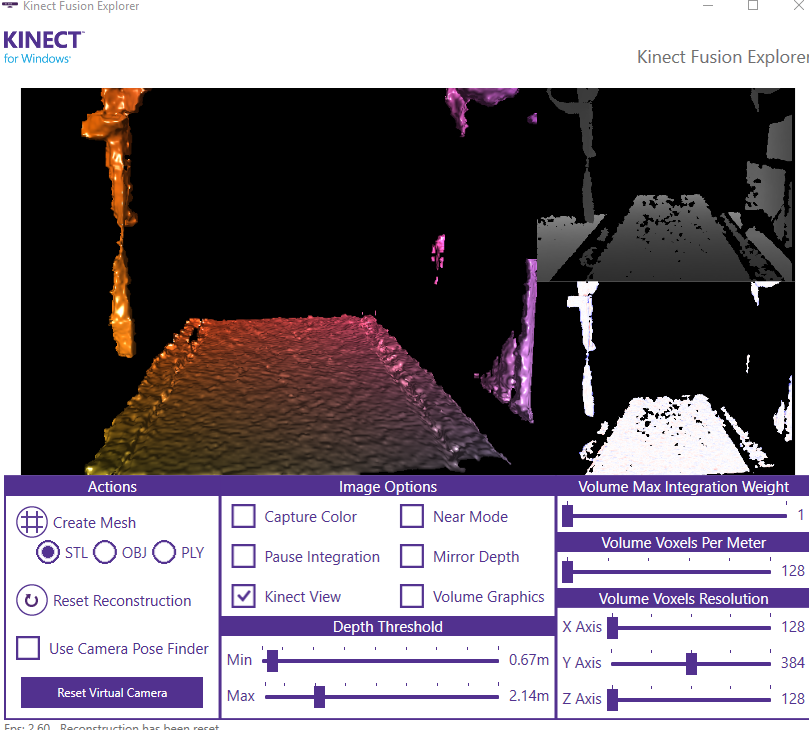 Kinect Fusion Explorer
KINECT™
for Windows®
Kinect Fusion Explorer
Actions
Create Mesh
STL OBJ PLY
Reset Reconstruction
Use Camera Pose Finder
Reset Virtual Camera
Image Options
Capture Color Near Mode
Pause Integration Mirror Depth
Kinect View Volume Graphics
Depth Threshold
Min 0.67m
Max 2.14m
Volume Max Integration Weight
1
Volume Voxels Per Meter
128
Volume Voxels Resolution
X Axis 128
Y Axis 384
Z Axis 128
Fps: 2.60 Reconstruction has been reset